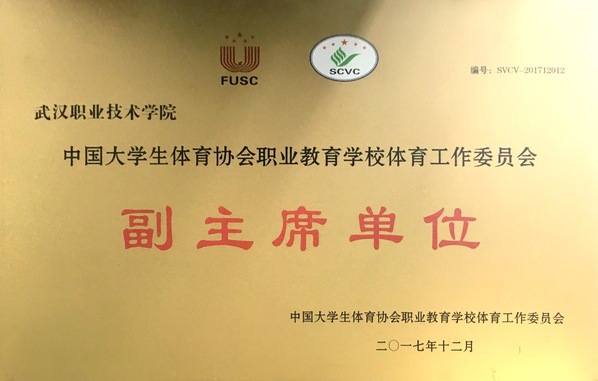 FUSC
SCVC
编号：SVCV-201712012
武汉职业技术学院
中国大学生体育协会职业教育学校体育工作委员会
副主席单位
中国大学生体育协会职业教育学校体育工作委员会
二〇一七年十二月